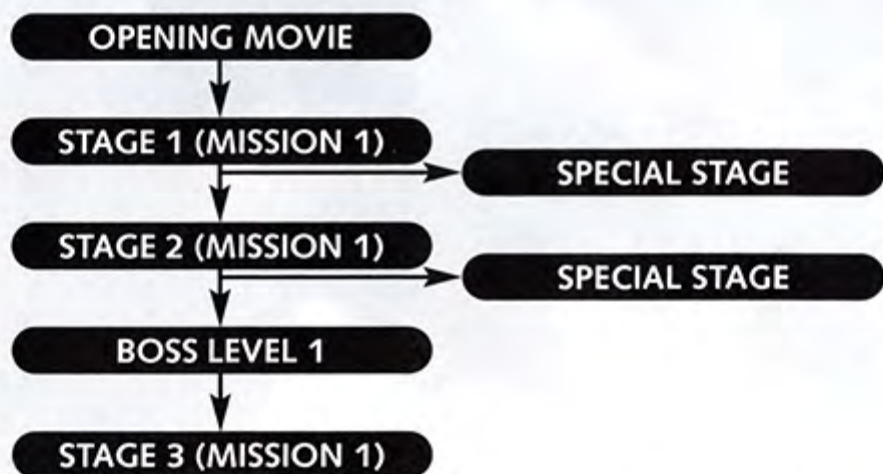 OPENING MOVIE
STAGE 1 (MISSION 1)
SPECIAL STAGE
STAGE 2 (MISSION 1)
SPECIAL STAGE
BOSS LEVEL 1
STAGE 3 (MISSION 1)